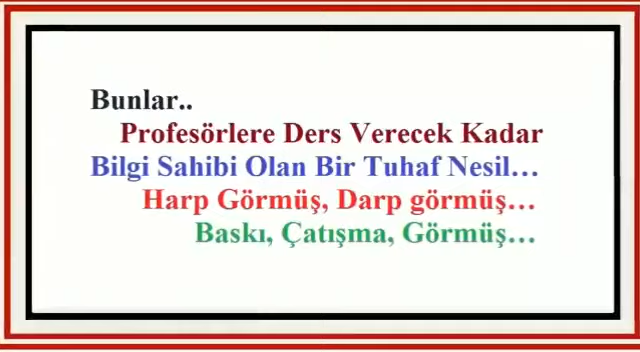 Bunlar..
Profesörlere Ders Verecek Kadar
Bilgi Sahibi Olan Bir Tuhaf Nesil...
Harp Görmüş, Darp görmüş...
Baskı, Çatışma, Görmüş...